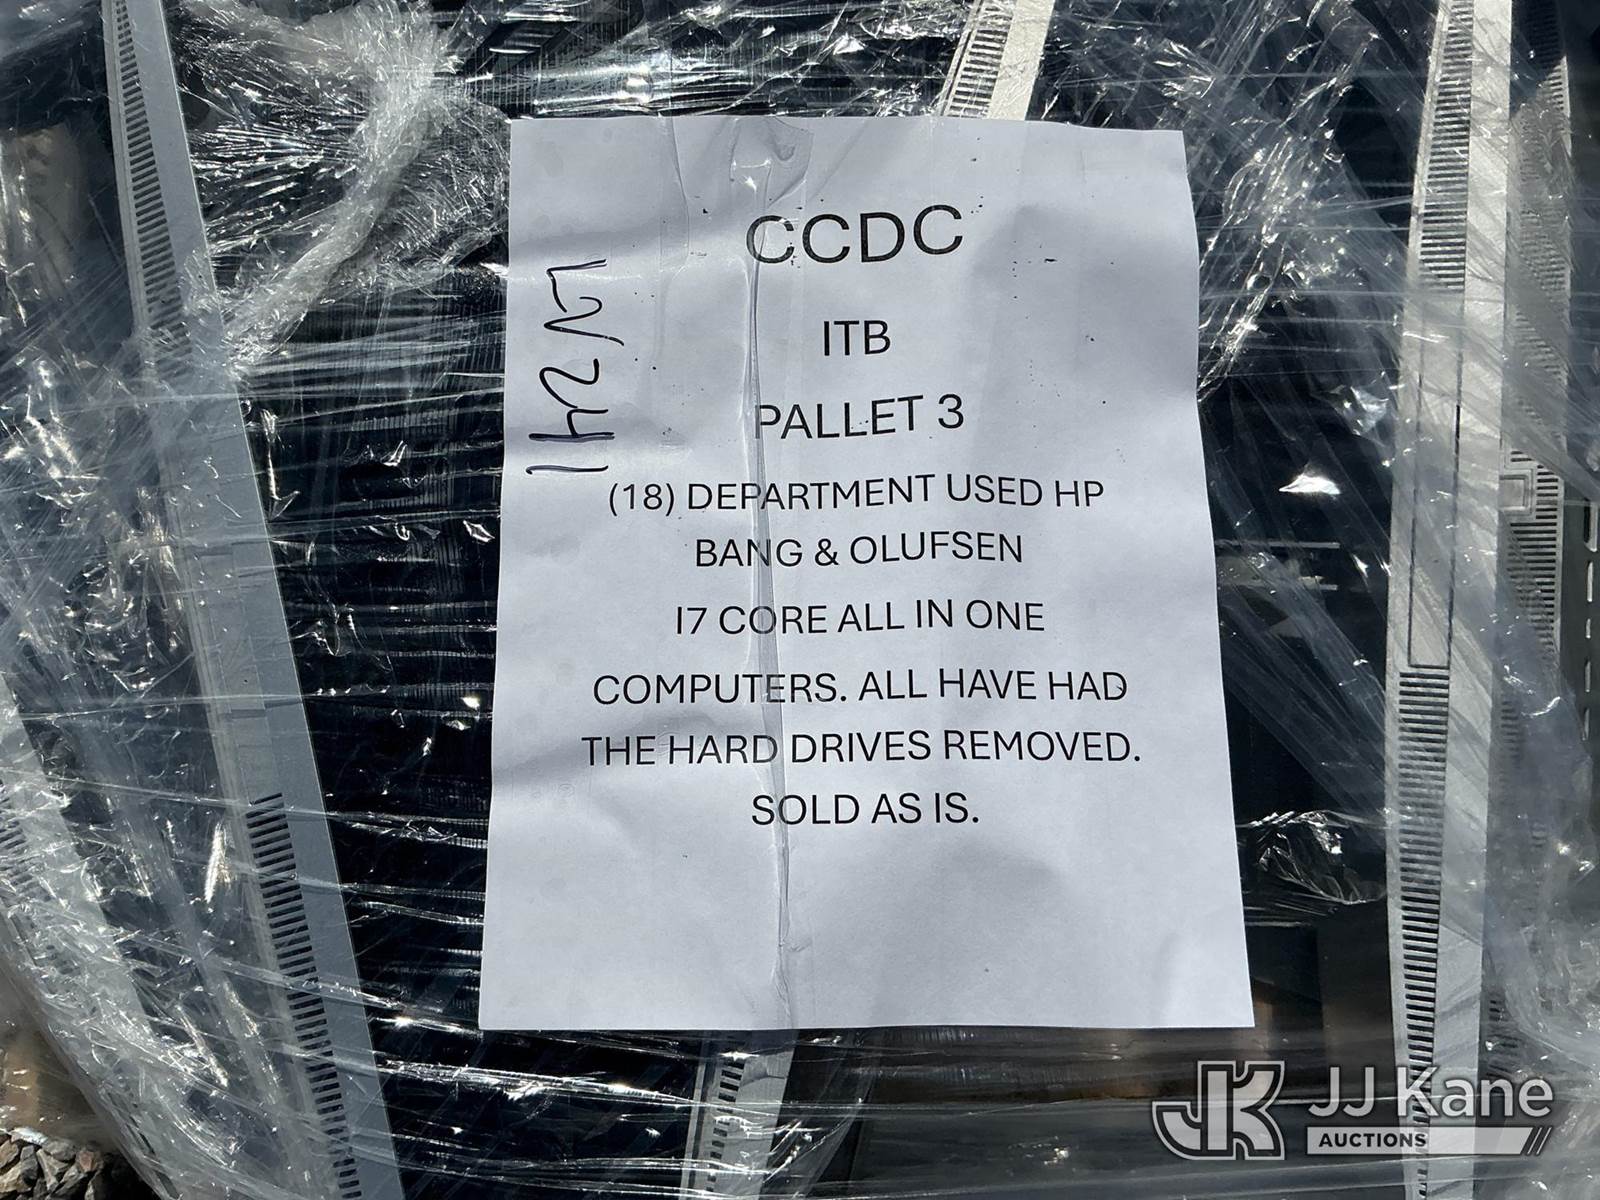 CCDC
ITB
PALLET 3
(18) DEPARTMENT USED HP
BANG & OLUFSEN
I7 CORE ALL IN ONE
COMPUTERS. ALL HAVE HAD
THE HARD DRIVES REMOVED.
SOLD AS IS.
JK JJ Kane
AUCTIONS